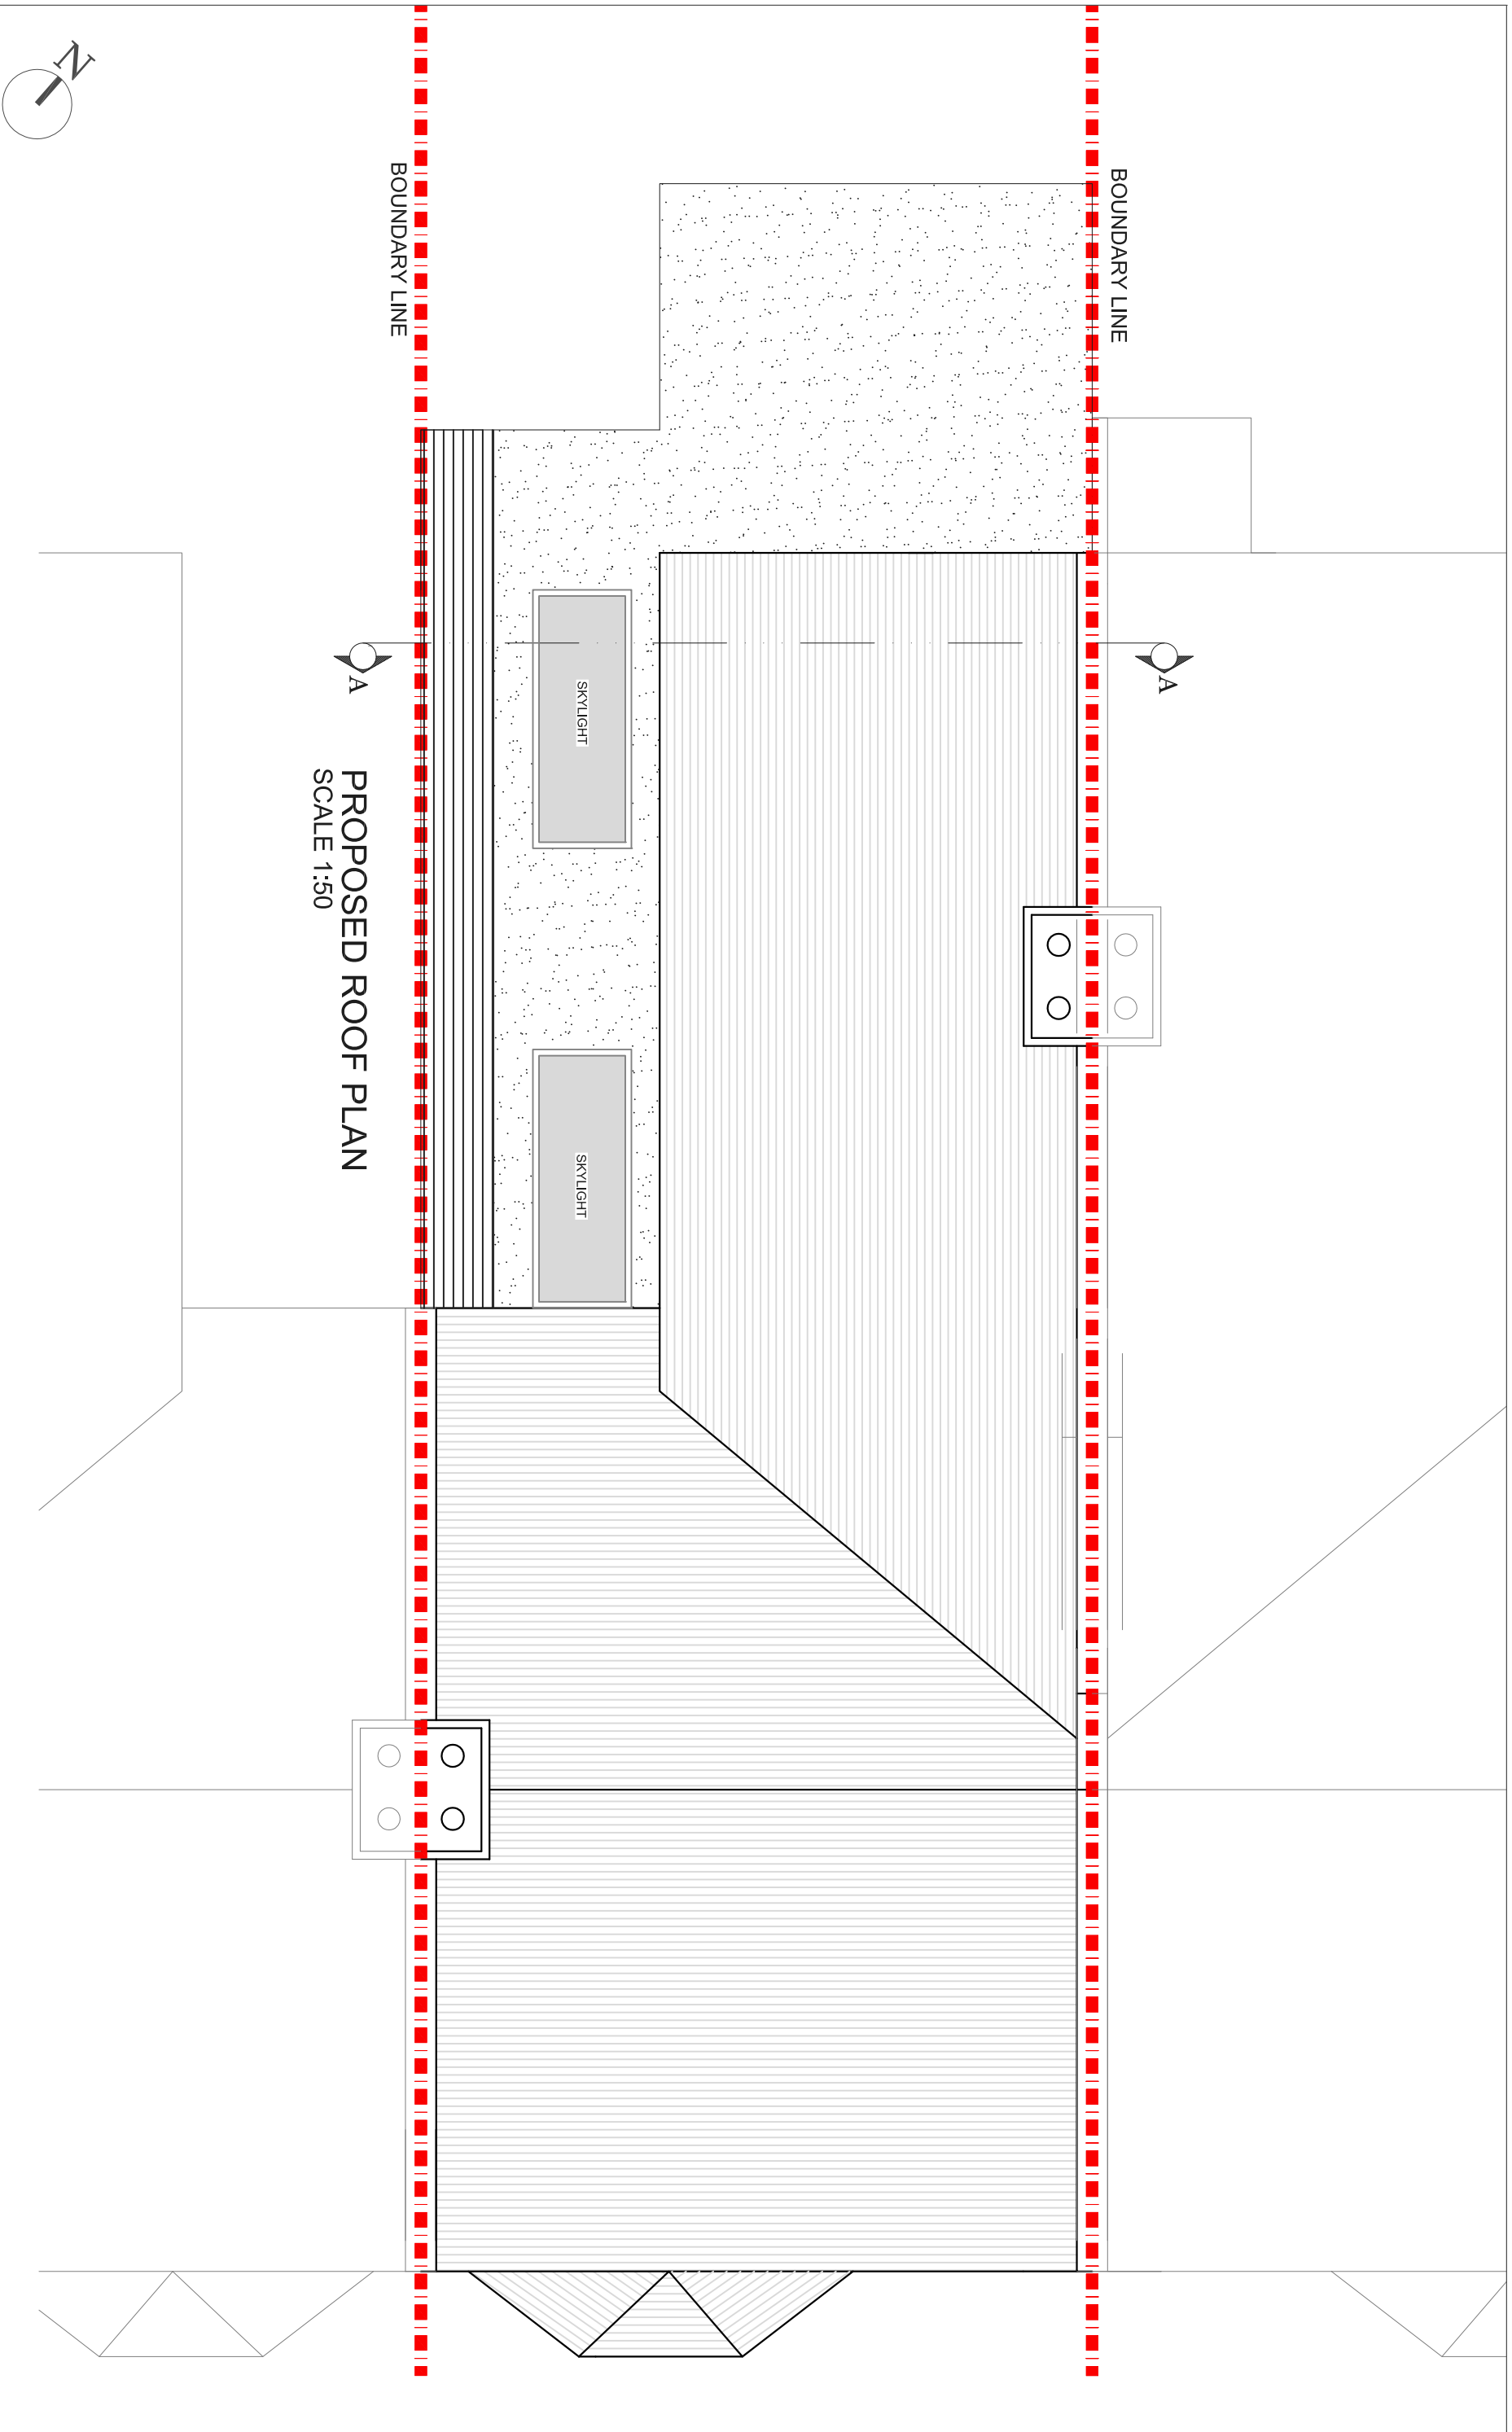 N
BOUNDARY LINE
BOUNDARY LINE
A
A
SKYLIGHT
SKYLIGHT
PROPOSED ROOF PLAN
SCALE 1:50